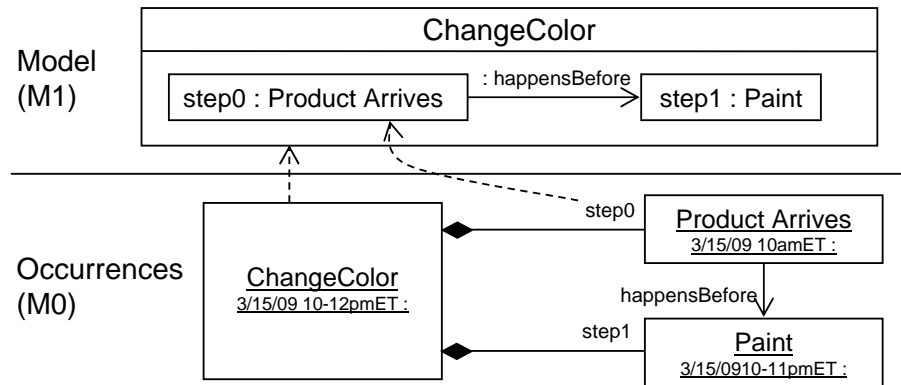 ChangeColor
Model
(M1)
step0 : Product Arrives
: happensBefore
step1 : Paint
Occurrences
(M0)
ChangeColor
3/15/09 10-12pmET :
step0
Product Arrives
3/15/09 10amET :
happensBefore
step1
Paint
3/15/0910-11pmET :